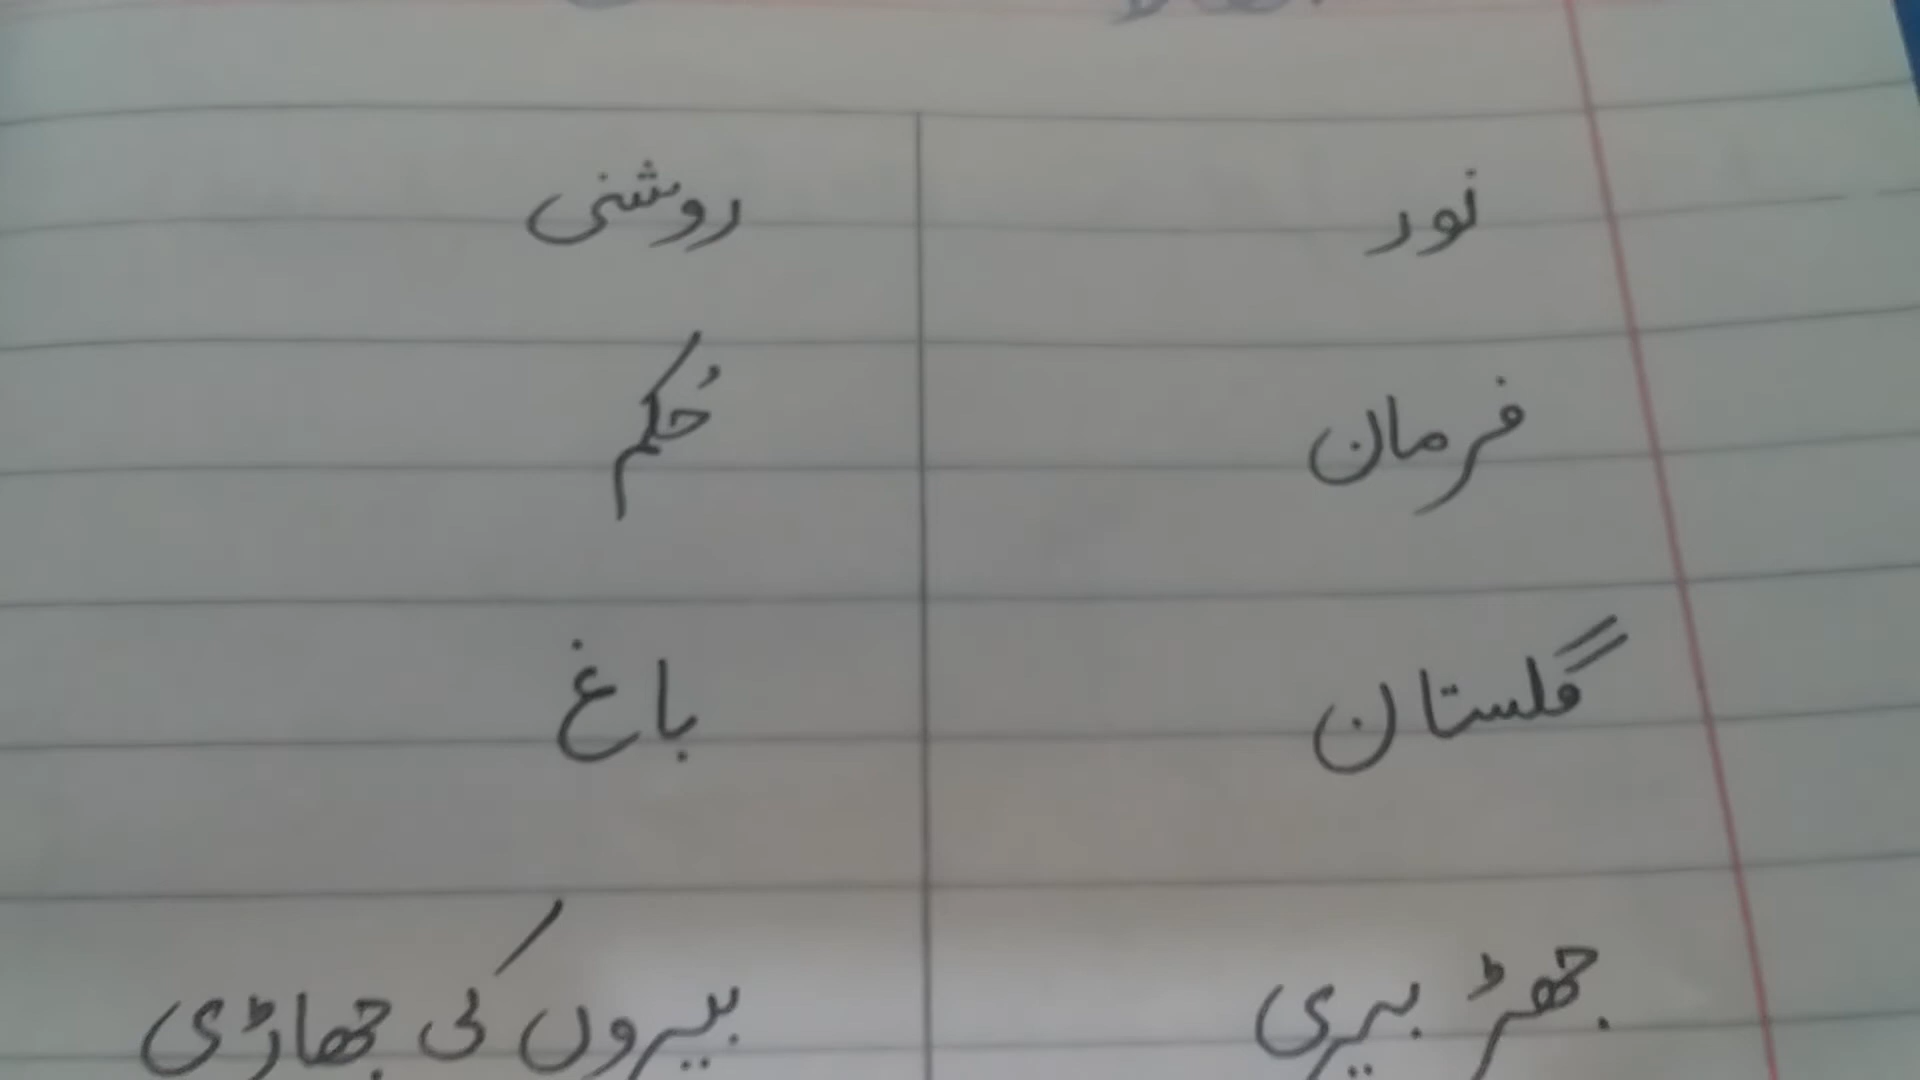 نور روشنی
فرمان حُکم
گلستان باغ
جھڑ بیری بیروں کی جھاڑی